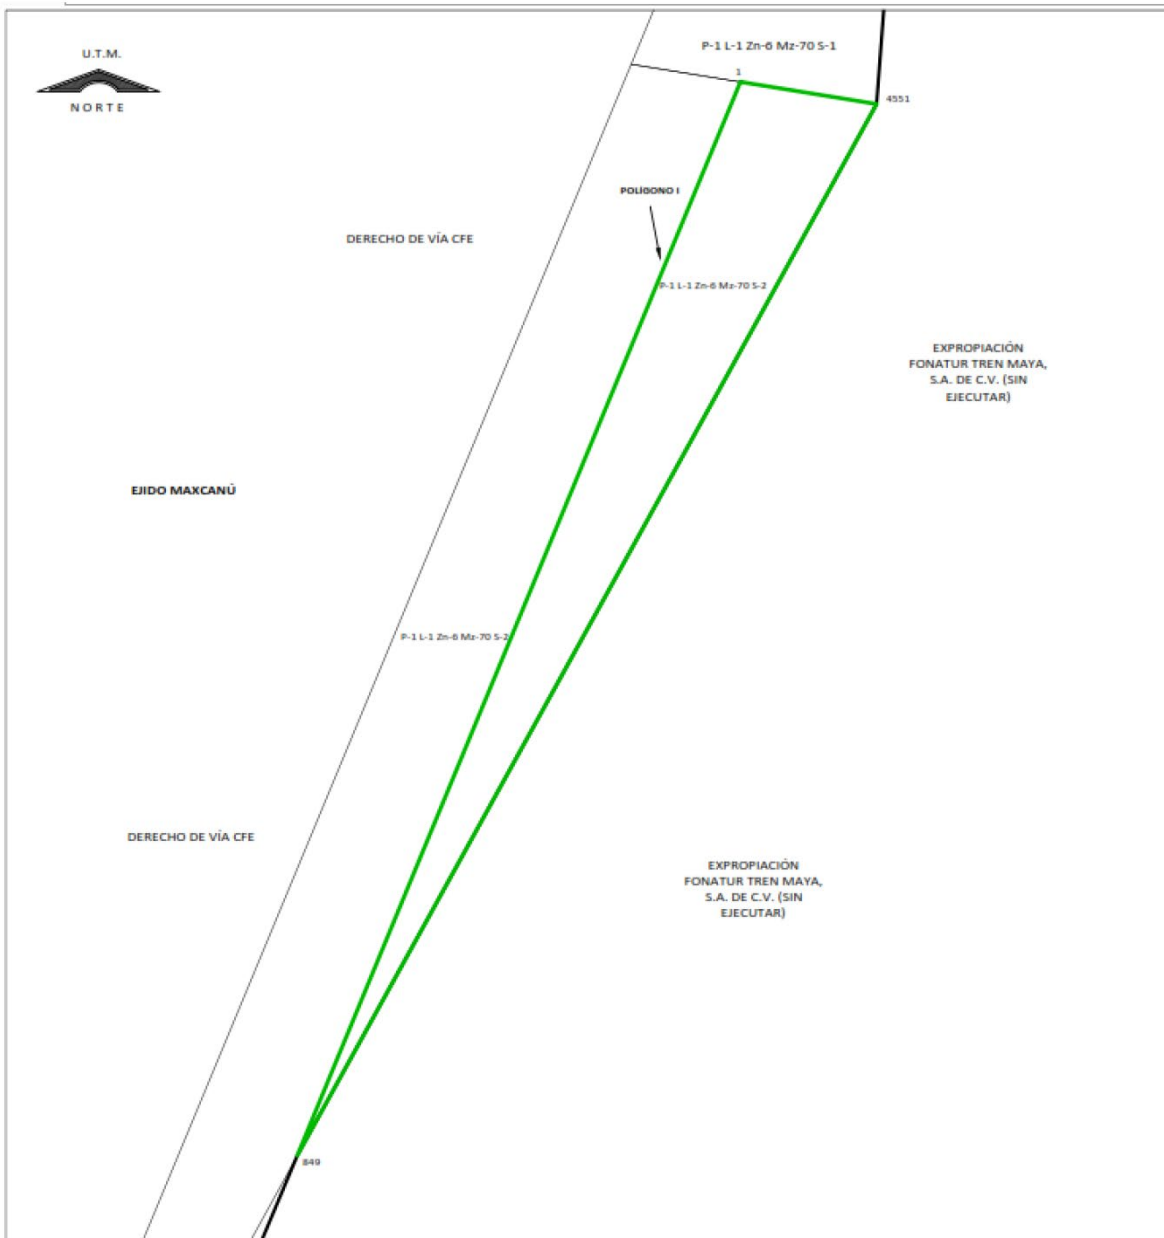 P-1 L-1 Zn-6 Mz-70 S-1
U.T.M.
NORTE
1
4551
POLÍGONO I
DERECHO DE VÍA CFE
P-1 L-1 Zn-6 Mz-70 S-2
EXPROPIACIÓN
FONATUR TREN MAYA,
S.A. DE C.V. (SIN
EJECUTAR)
EJIDO MAXCANÚ
P-1 L-1 Zn-6 Mz-70 S-2
DERECHO DE VÍA CFE
EXPROPIACIÓN
FONATUR TREN MAYA,
S.A. DE C.V. (SIN
EJECUTAR)
849